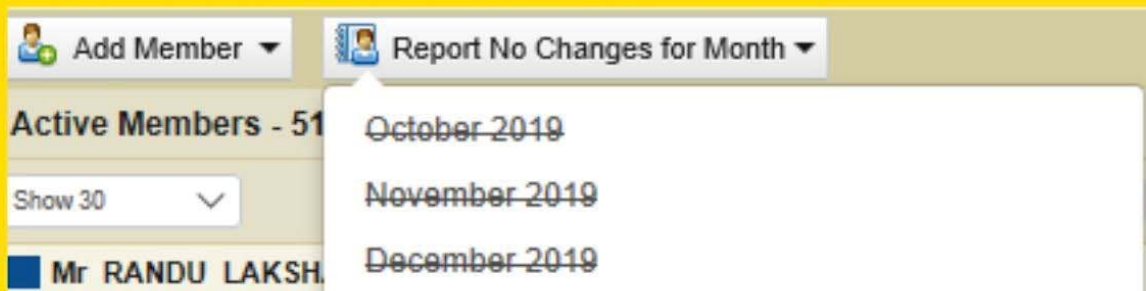 Add Member Report No Changes for Month
Active Members - 51
October 2019
Show 30
November 2019
Mr RANDU
December 2019